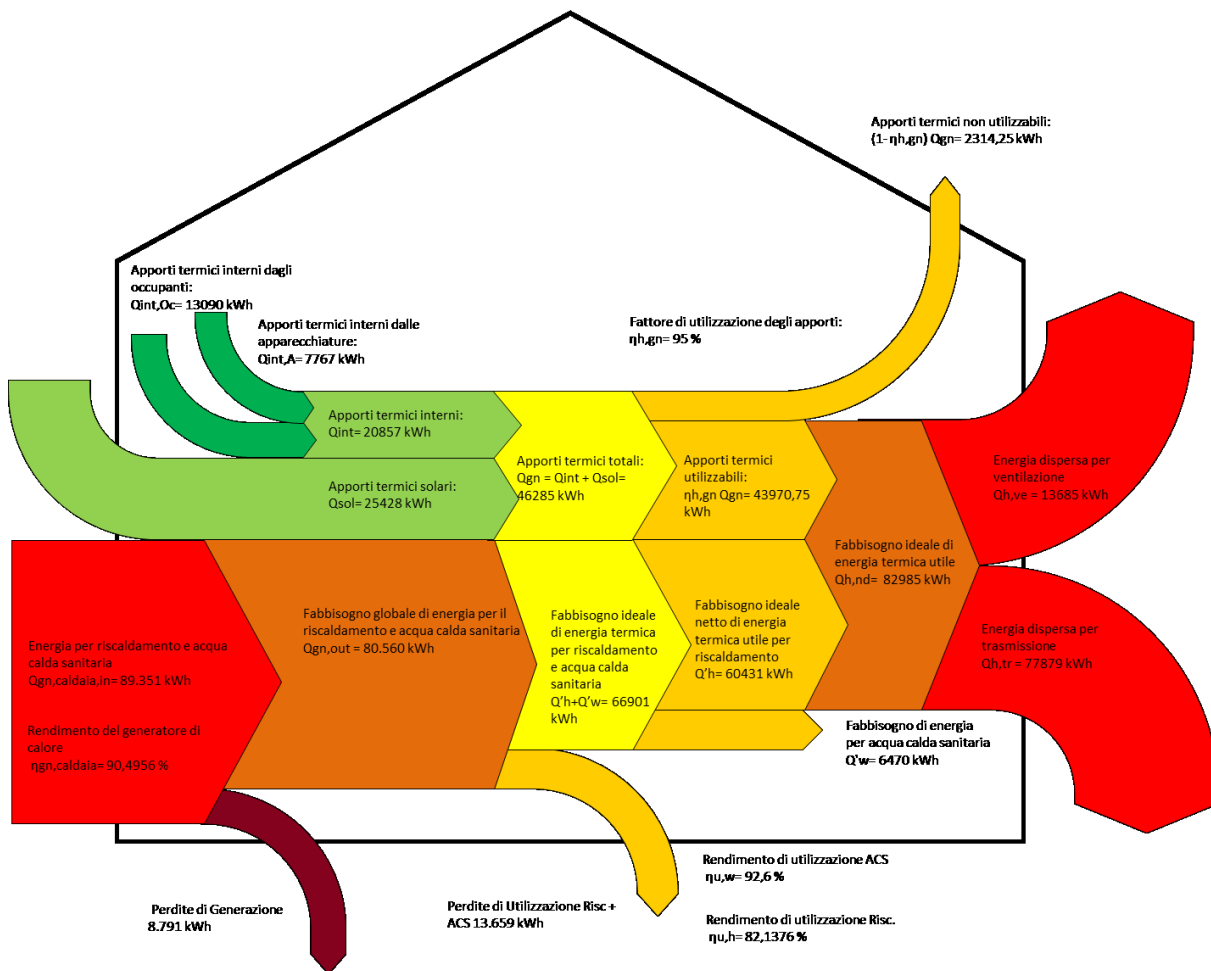 Apporti termici non utilizzabili:
(1- ηh,gn) Qgn= 2314,25 kWh
Apporti termici interni dagli
occupanti:
Qint,Oc= 13090 kWh
Apporti termici interni dalle
apparecchiature:
Qint,A= 7767 kWh
Fattore di utilizzazione degli apporti:
ηh,gn= 95 %
Apporti termici interni:
Qint= 20857 kWh
Apporti termici solari:
Qsol= 25428 kWh
Apporti termici totali:
Qgn = Qint + Qsol=
46285 kWh
Apporti termici
utilizzabili:
ηh,gn Qgn= 43970,75
kWh
Energia dispersa per
ventilazione
Qh,ve = 13685 kWh
Fabbisogno ideale di
energia termica utile
Qh,nd= 82985 kWh
Energia dispersa per
trasmissione
Qh,tr = 77879 kWh
Energia per riscaldamento e acqua
calda sanitaria
Qgn,caldaia,In= 89.351 kWh
Rendimento del generatore di
calore
ηgn,caldaia= 90,4956 %
Fabbisogno globale di energia per il
riscaldamento e acqua calda sanitaria
Qgn,out = 80.560 kWh
Fabbisogno ideale
di energia termica
per riscaldamento
e acqua calda
sanitaria
Q’h+Q’w= 66901
kWh
Fabbisogno ideale
netto di energia
termica utile per
riscaldamento
Q’h= 60431 kWh
Fabbisogno di energia
per acqua calda sanitaria
Q’w= 6470 kWh
Perdite di Generazione
8.791 kWh
Perdite di Utilizzazione Risc +
ACS 13.659 kWh
Rendimento di utilizzazione ACS
ηu,w= 92,6 %
Rendimento di utilizzazione Risc.
ηu,h= 82,1376 %